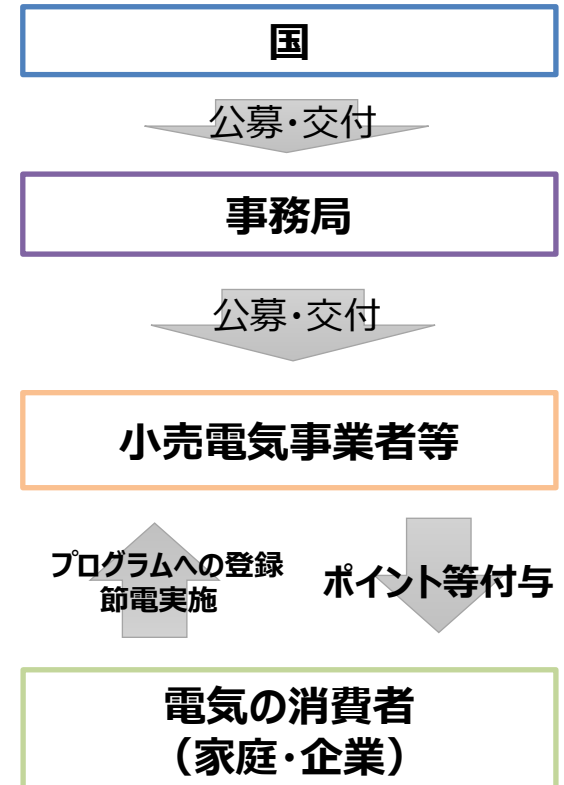 国
公募・交付
事務局
公募・交付
小売電気事業者等
プログラムへの登録
節電実施
ポイント等付与
電気の消費者
（家庭・企業）